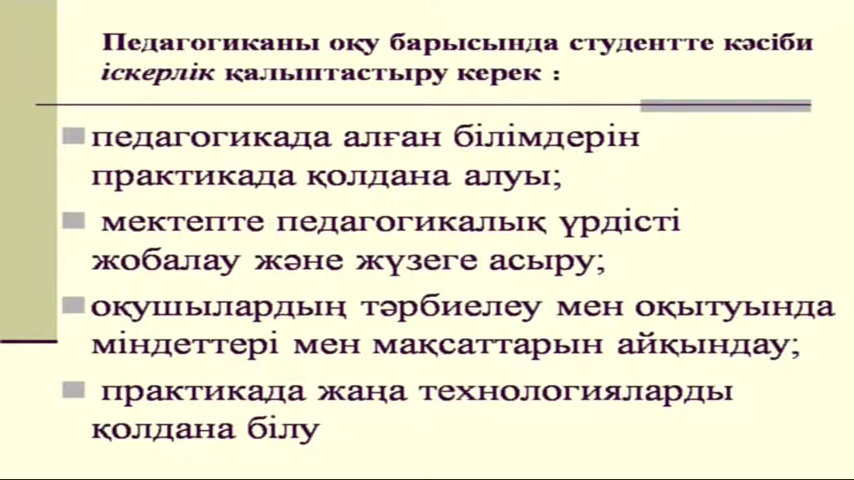 Педагогиканы оқу барысында студентте кәсіби
іскерлік қалыптастыру керек :
педагогикада алған білімдерін
практикада қолдана алуы;
мектепте педагогикалық үрдісті
жобалау және жүзеге асыру;
оқушылардың тәрбиелеу мен оқытуында
міндеттері мен мақсаттарын айқындау;
практикада жаңа технологияларды
қолдана білу